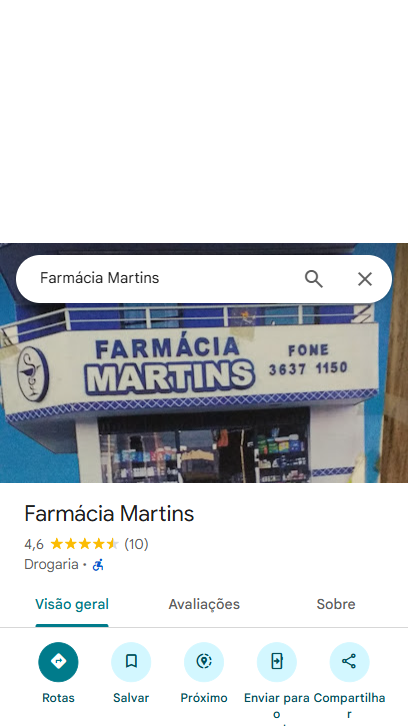 Farmácia Martins
FARMÁCIA
MARTINS
FONE
3637 1150
Farmácia Martins
4,6 (10)
Drogaria ·
Visão geral
Avaliações
Sobre
Rotas
Salvar
Próximo
Enviar para o
Compartilhar